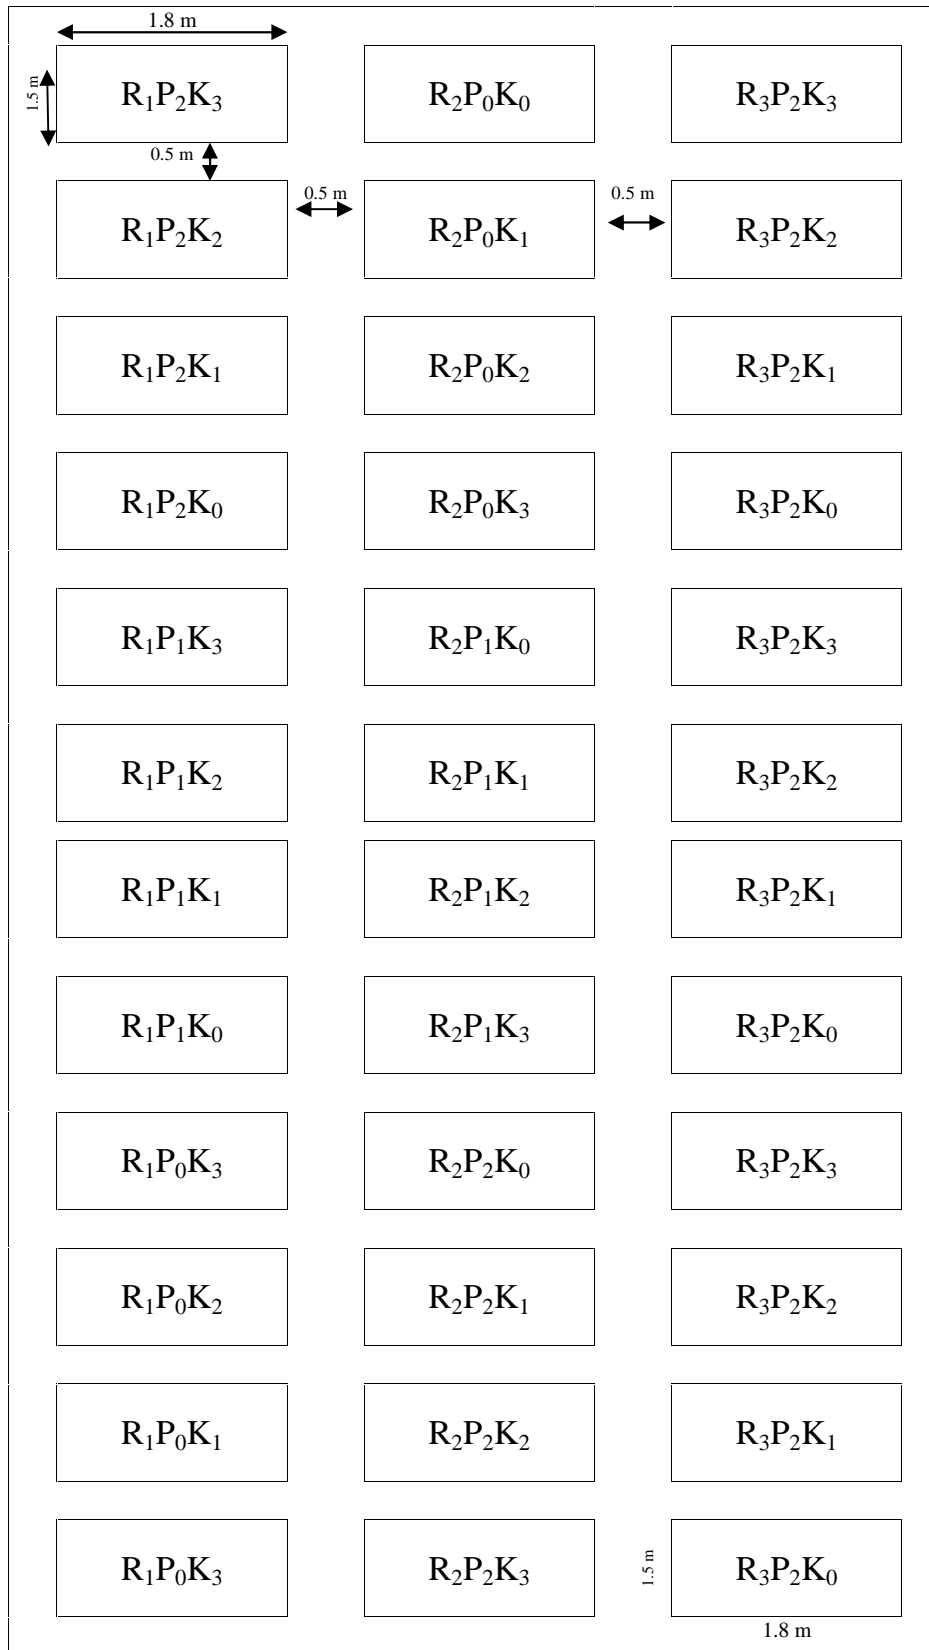 1.8 m
R₁P₂K₃ R₂P₀K₀ R₃P₂K₃
1.5 m
0.5 m
0.5 m 0.5 m
R₁P₂K₂ R₂P₀K₁ R₃P₂K₂
R₁P₂K₁ R₂P₀K₂ R₃P₂K₁
R₁P₂K₀ R₂P₀K₃ R₃P₂K₀
R₁P₁K₃ R₂P₁K₀ R₃P₂K₃
R₁P₁K₂ R₂P₁K₁ R₃P₂K₂
R₁P₁K₁ R₂P₁K₂ R₃P₂K₁
R₁P₁K₀ R₂P₁K₃ R₃P₂K₀
R₁P₀K₃ R₂P₂K₀ R₃P₂K₃
R₁P₀K₂ R₂P₂K₁ R₃P₂K₂
R₁P₀K₁ R₂P₂K₂ R₃P₂K₁
R₁P₀K₃ R₂P₂K₃ R₃P₂K₀
1.5 m
1.8 m